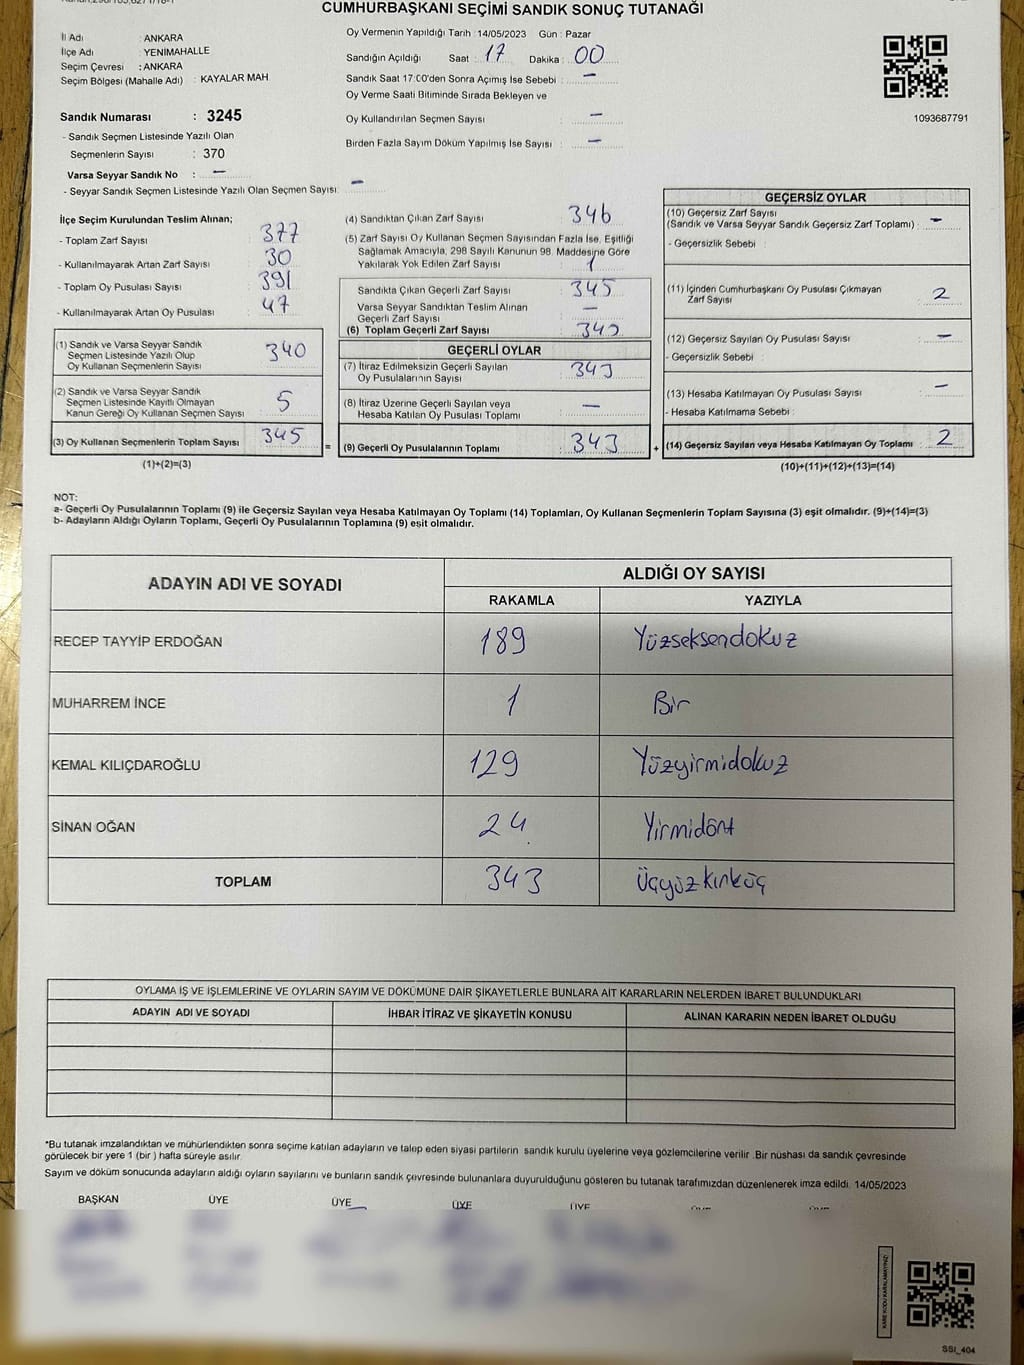 CUMHURBAŞKANI SEÇİMİ SANDIK SONUÇ TUTANAĞI
İl Adı : ANKARA
İlçe Adı : YENİMAHALLE
Seçim Çevresi : ANKARA
Seçim Bölgesi (Mahalle Adı) : KAYALAR MAH
Sandık Numarası : 3245
- Sandık Seçmen Listesinde Yazılı Olan
Seçmenlerin Sayısı : 370
Varsa Seyyar Sandık No : -
- Seyyar Sandık Seçmen Listesinde Yazılı Olan Seçmen Sayısı : -
Oy Vermenin Yapıldığı Tarih : 14/05/2023 Gün : Pazar
Sandığın Açıldığı Saat : 17 Dakika : 00
Sandık Saat 17:00'den Sonra Açımış İse Sebebi : -
Oy Verme Saati Bitiminde Sırada Bekleyen ve
Oy Kullandırılan Seçmen Sayısı : -
Birden Fazla Sayım Döküm Yapılmış İse Sayısı : -
1093687791
İlçe Seçim Kurulundan Teslim Alınan;
- Toplam Zarf Sayısı : 377
- Kullanılmayarak Artan Zarf Sayısı : 30
- Toplam Oy Pusulası Sayısı : 391
- Kullanılmayarak Artan Oy Pusulası : 47
(1) Sandık ve Varsa Seyyar Sandık
Seçmen Listesinde Yazılı Olup
Oy Kullanan Seçmenlerin Sayısı : 340
(2) Sandık ve Varsa Seyyar Sandık
Seçmen Listesinde Kayıtlı Olmayan
Kanun Gereği Oy Kullanan Seçmen Sayısı : 5
(3) Oy Kullanan Seçmenlerin Toplam Sayısı : 345
(1)+(2)=(3)
(4) Sandıktan Çıkan Zarf Sayısı : 346
(5) Zarf Sayısı Oy Kullanan Seçmen Sayısından Fazla İse, Eşitliği
Sağlamak Amacıyla, 298 Sayılı Kanunun 98. Maddesine Göre
Yakılarak Yok Edilen Zarf Sayısı : 1
Sandıkta Çıkan Geçerli Zarf Sayısı : 345
Varsa Seyyar Sandıktan Teslim Alınan
Geçerli Zarf Sayısı : -
(6) Toplam Geçerli Zarf Sayısı : 345
GEÇERLİ OYLAR
(7) İtiraz Edilmeksizin Geçerli Sayılan
Oy Pusulalarının Sayısı : 343
(8) İtiraz Üzerine Geçerli Sayılan veya
Hesaba Katılan Oy Pusulası Toplamı : -
= (9) Geçerli Oy Pusulalarının Toplamı : 343
GEÇERSİZ OYLAR
(10) Geçersiz Zarf Sayısı
(Sandık ve Varsa Seyyar Sandık Geçersiz Zarf Toplamı) : -
- Geçersizlik Sebebi :
(11) İçinden Cumhurbaşkanı Oy Pusulası Çıkmayan
Zarf Sayısı : 2
(12) Geçersiz Sayılan Oy Pusulası Sayısı : -
- Geçersizlik Sebebi :
(13) Hesaba Katılmayan Oy Pusulası Sayısı : -
- Hesaba Katılmama Sebebi :
+ (14) Geçersiz Sayılan veya Hesaba Katılmayan Oy Toplamı : 2
(10)+(11)+(12)+(13)=(14)
NOT:
a- Geçerli Oy Pusulalarının Toplamı (9) ile Geçersiz Sayılan veya Hesaba Katılmayan Oy Toplamı (14) Toplamları, Oy Kullanan Seçmenlerin Toplam Sayısına (3) eşit olmalıdır. (9)+(14)=(3)
b- Adayların Aldığı Oyların Toplamı, Geçerli Oy Pusulalarının Toplamına (9) eşit olmalıdır.
ADAYIN ADI VE SOYADI ALDIĞI OY SAYISI
RAKAMLA YAZIYLA
RECEP TAYYİP ERDOĞAN 189 Yüzseksendokuz
MUHARREM İNCE 1 Bir
KEMAL KILIÇDAROĞLU 129 Yüzyirmidokuz
SİNAN OĞAN 24 Yirmidört
TOPLAM 343 Üçyüzkırküç
OYLAMA İŞ VE İŞLEMLERİNE VE OYLARIN SAYIM VE DÖKÜMÜNE DAİR ŞİKAYETLERLE BUNLARA AİT KARARLARIN NELERDEN İBARET BULUNDUKLARI
ADAYIN ADI VE SOYADI İHBAR İTİRAZ VE ŞİKAYETİN KONUSU ALINAN KARARIN NEDEN İBARET OLDUĞU
*Bu tutanak imzalandıktan ve mühürlendikten sonra seçime katılan adayların ve talep eden siyasi partilerin sandık kurulu üyelerine veya gözlemcilerine verilir .Bir nüshası da sandık çevresinde
görülecek bir yere 1 (bir ) hafta süreyle asılır.
Sayım ve döküm sonucunda adayların aldığı oyların sayılarını ve bunların sandık çevresinde bulunanlara duyurulduğunu gösteren bu tutanak tarafımızdan düzenlenerek imza edildi. 14/05/2023
BAŞKAN ÜYE ÜYE ÜYE ÜYE
KARE KODU KARALAMAYINIZ!
SSI_404